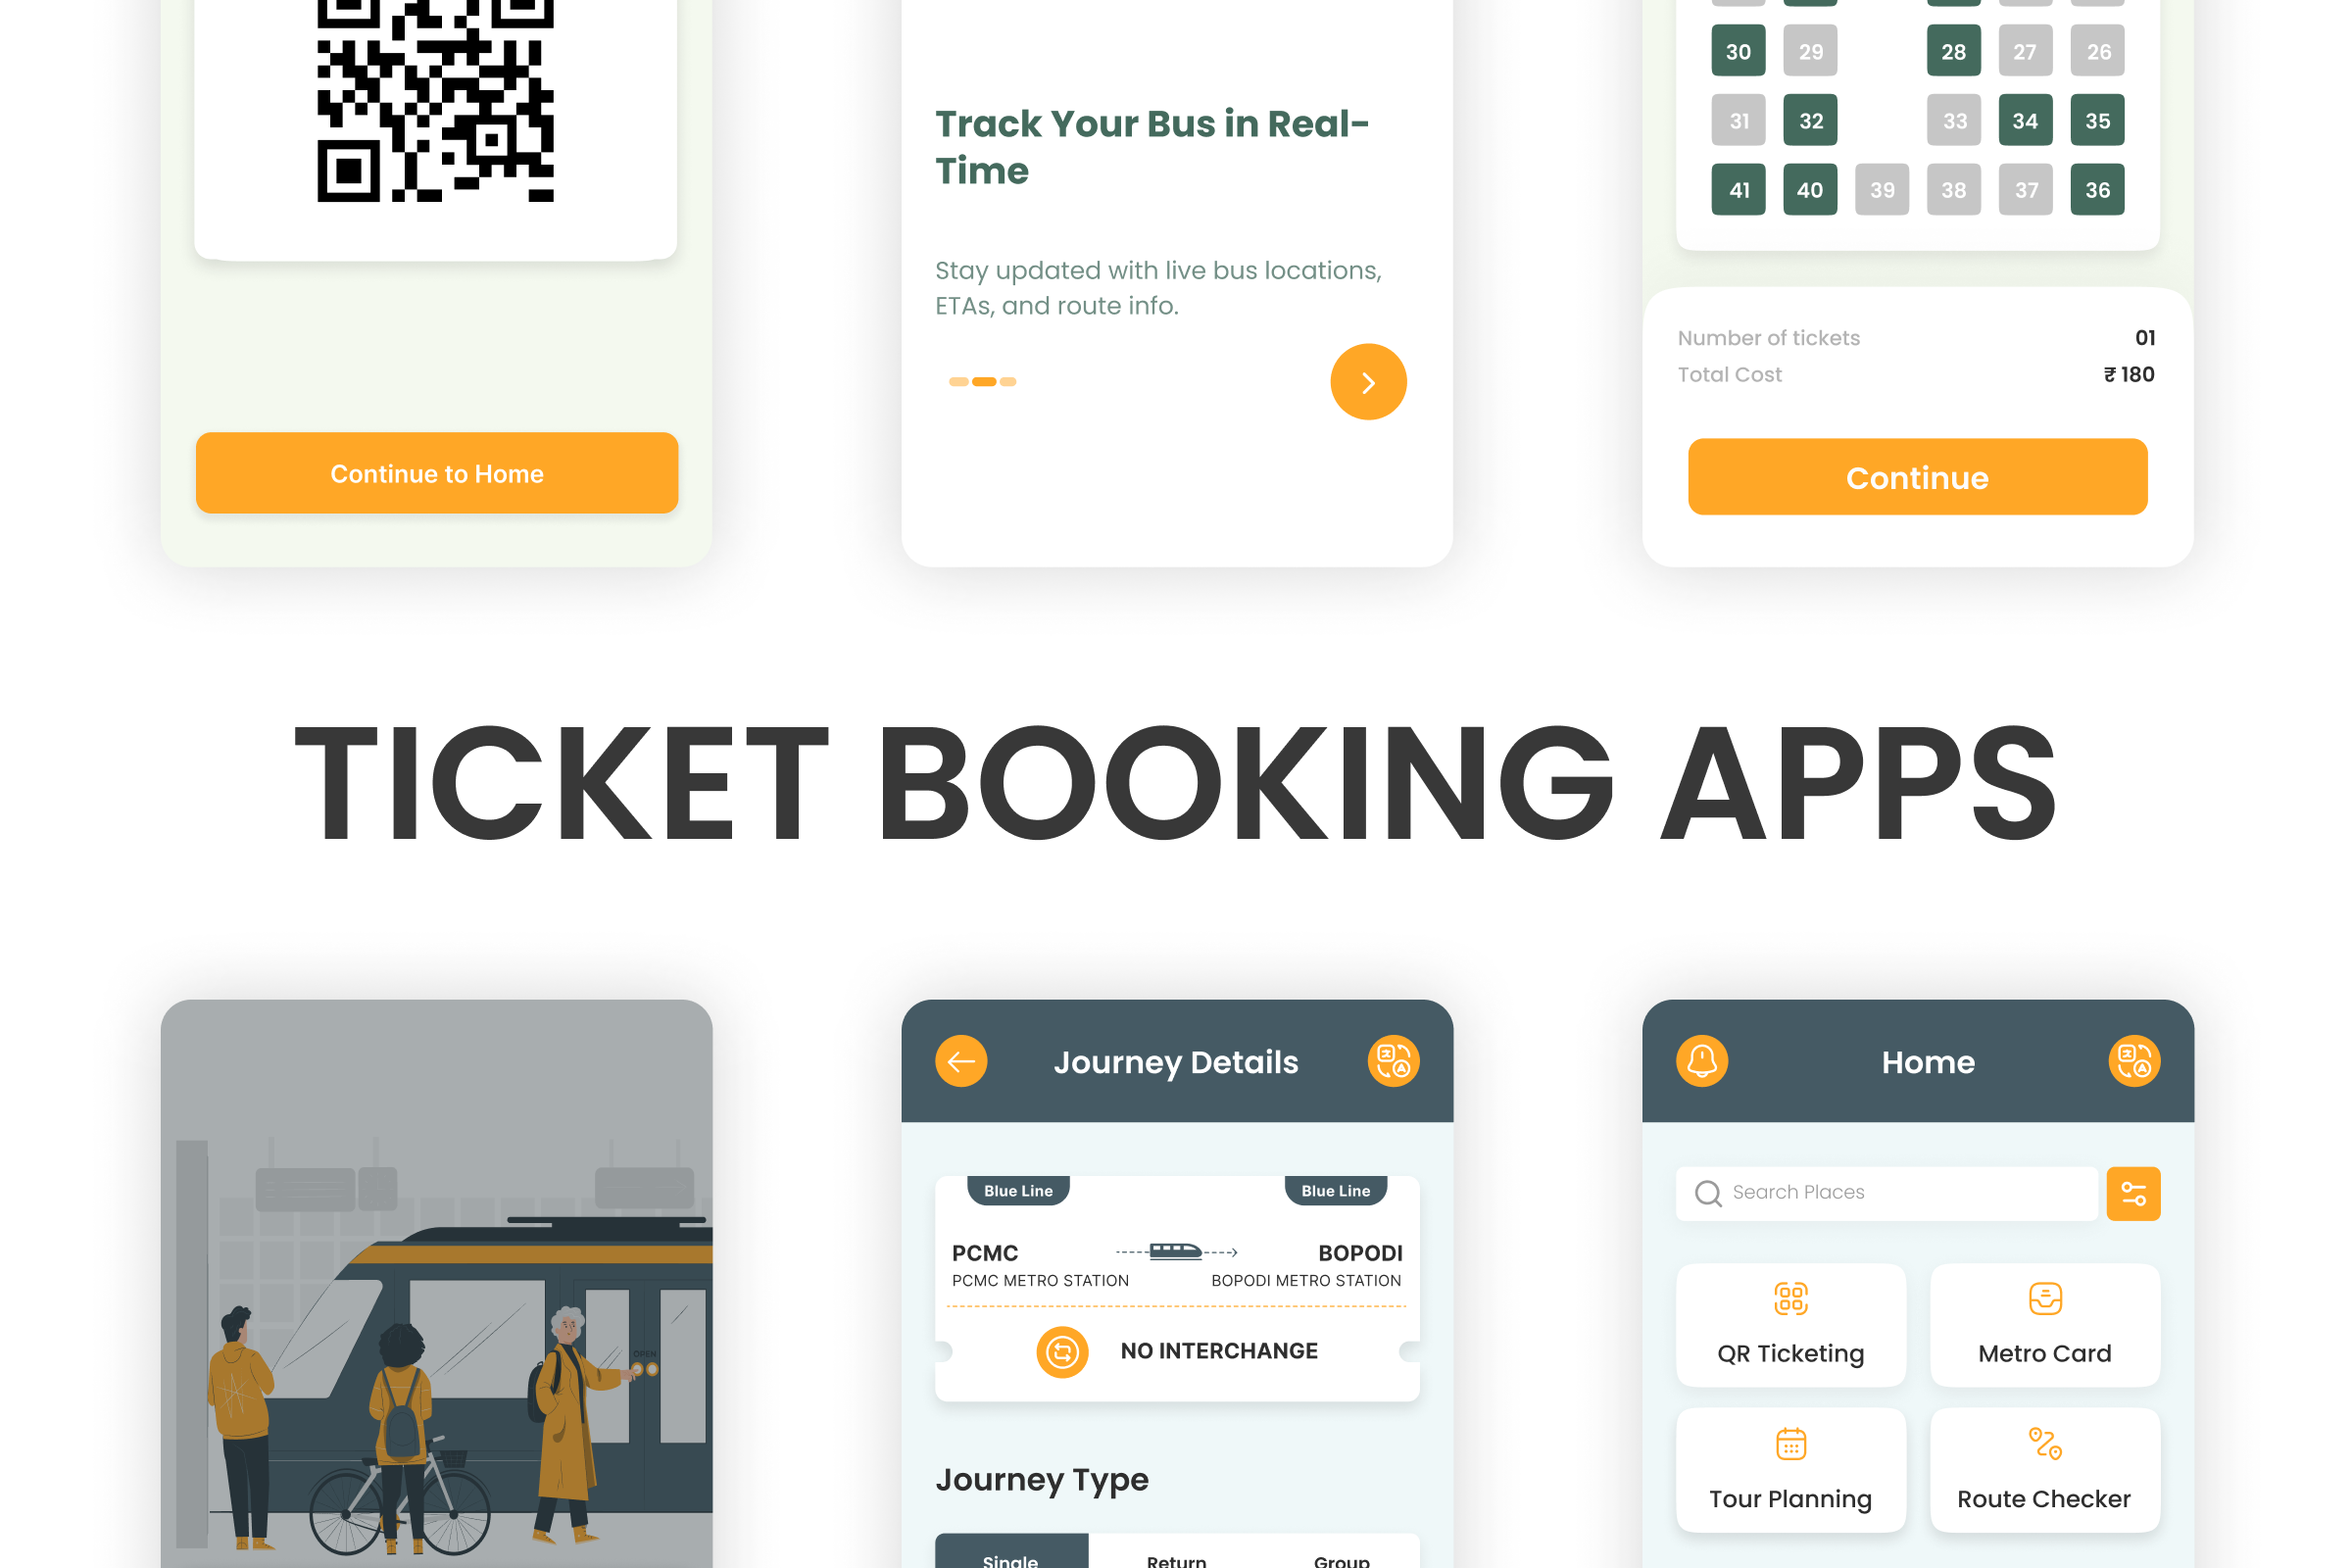 Continue to Home
Track Your Bus in Real-
Time
Stay updated with live bus locations,
ETAs, and route info.
30 29 28 27 26
31 32 33 34 35
41 40 39 38 37 36
Number of tickets 01
Total Cost ₹ 180
Continue
TICKET BOOKING APPS
OPEN
Journey Details
Blue Line Blue Line
PCMC BOPODI
PCMC METRO STATION BOPODI METRO STATION
NO INTERCHANGE
Journey Type
Single Return Group
Home
Search Places
QR Ticketing Metro Card
Tour Planning Route Checker